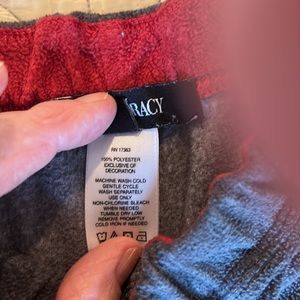 RACY
RN 17353
100% POLYESTER
EXCLUSIVE OF
DECORATION
MACHINE WASH COLD
GENTLE CYCLE
WASH SEPARATELY
USE ONLY
NON-CHLORINE BLEACH
WHEN NEEDED
TUMBLE DRY LOW
REMOVE PROMPTLY
COLD IRON IF NEEDED